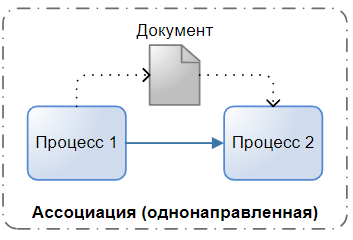 Документ
Процесс 1
Процесс 2
Ассоциация (однонаправленная)